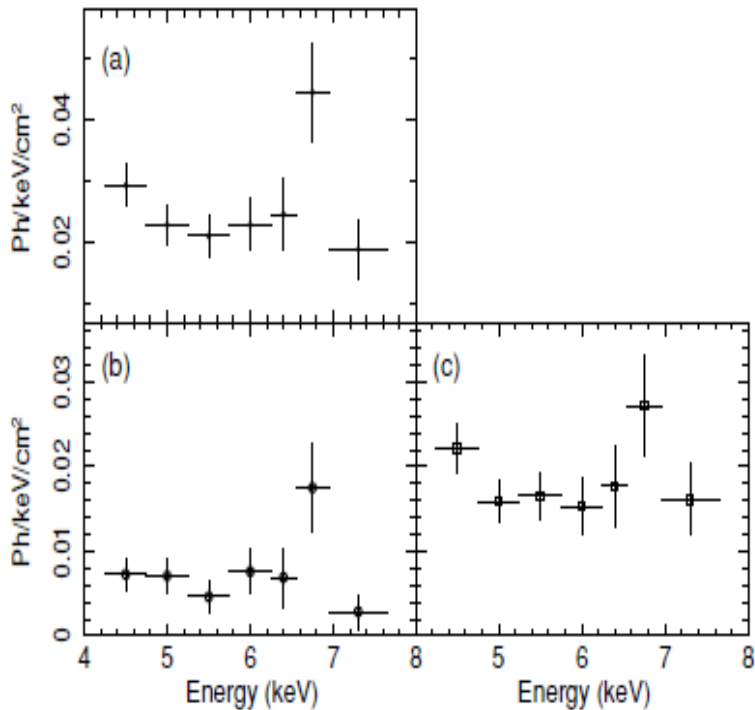 (a)
Ph/keV/cm²
0.04
0.02
(b)
(c)
Ph/keV/cm²
0.03
0.02
0.01
0
4 5 6 7 8 5 6 7 8
Energy (keV) Energy (keV)